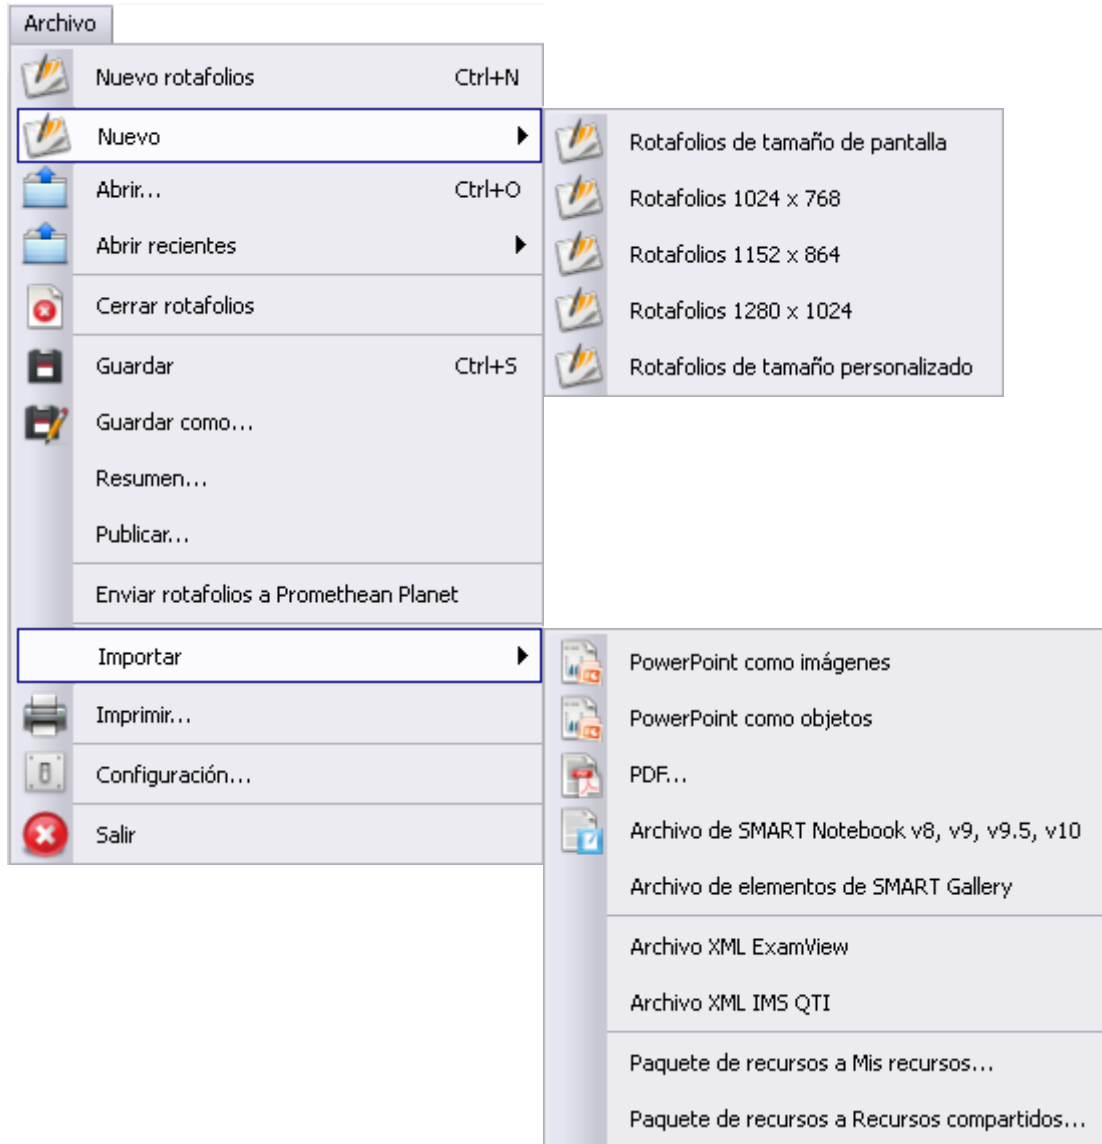 Archivo
Nuevo rotafolios Ctrl+N
Nuevo
Rotafolios de tamaño de pantalla
Rotafolios 1024 x 768
Rotafolios 1152 x 864
Rotafolios 1280 x 1024
Rotafolios de tamaño personalizado
Abrir... Ctrl+O
Abrir recientes
Cerrar rotafolios
Guardar Ctrl+S
Guardar como...
Resumen...
Publicar...
Enviar rotafolios a Promethean Planet
Importar
PowerPoint como imágenes
PowerPoint como objetos
PDF...
Archivo de SMART Notebook v8, v9, v9.5, v10
Archivo de elementos de SMART Gallery
Archivo XML ExamView
Archivo XML IMS QTI
Paquete de recursos a Mis recursos...
Paquete de recursos a Recursos compartidos...
Imprimir...
Configuración...
Salir